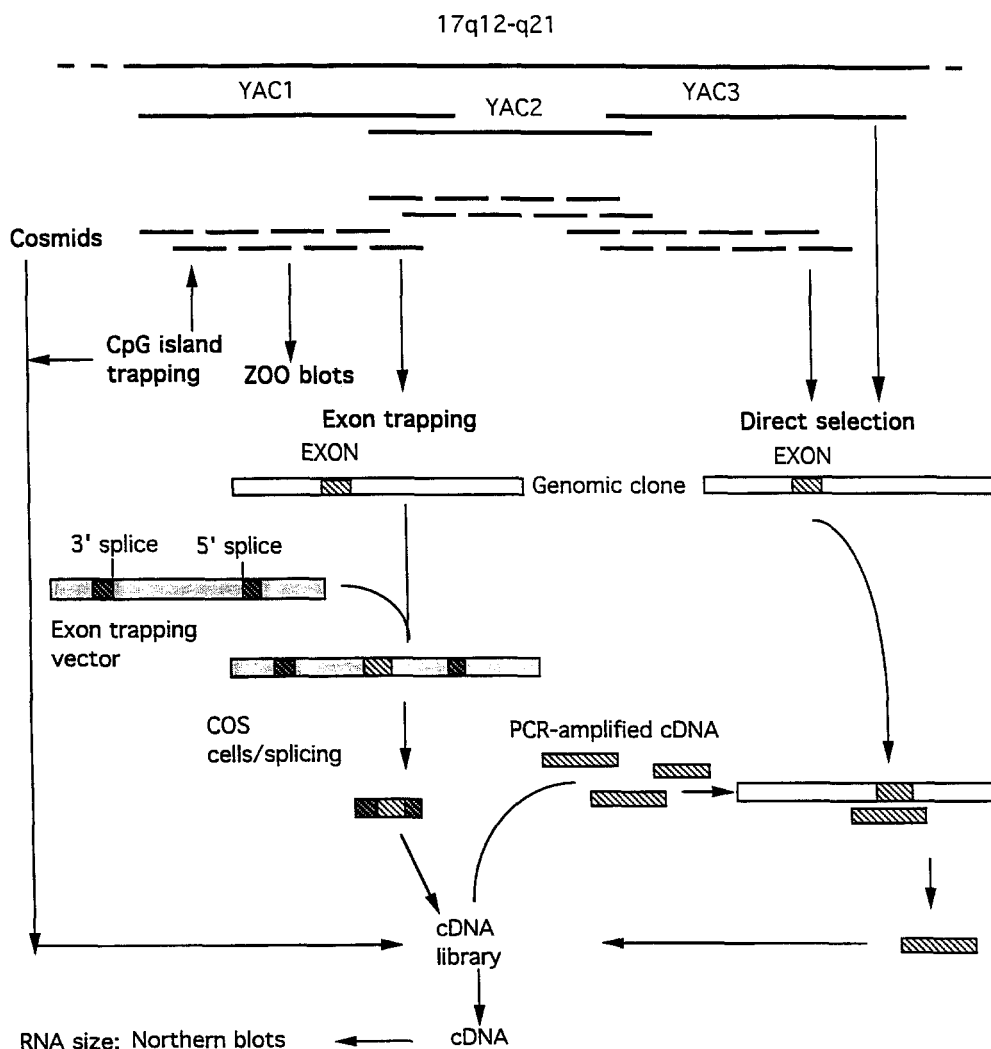 17q12-q21
YAC1
YAC2
YAC3
Cosmids
CpG island
trapping
ZOO blots
Exon trapping
Direct selection
EXON
EXON
Genomic clone
3' splice
5' splice
Exon trapping
vector
COS
cells/splicing
PCR-amplified cDNA
cDNA
library
RNA size: Northern blots
cDNA